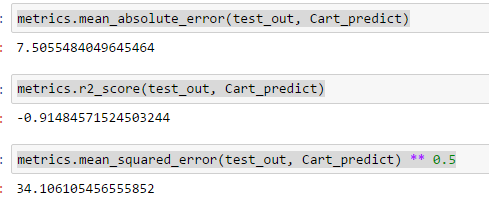 metrics.mean_absolute_error(test_out, Cart_predict)
7.5055484049645464
metrics.r2_score(test_out, Cart_predict)
-0.91484571524503244
metrics.mean_squared_error(test_out, Cart_predict) ** 0.5
34.106105456555852